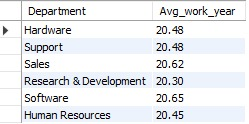 Department Avg_work_year
Hardware 20.48
Support 20.48
Sales 20.62
Research & Development 20.30
Software 20.65
Human Resources 20.45